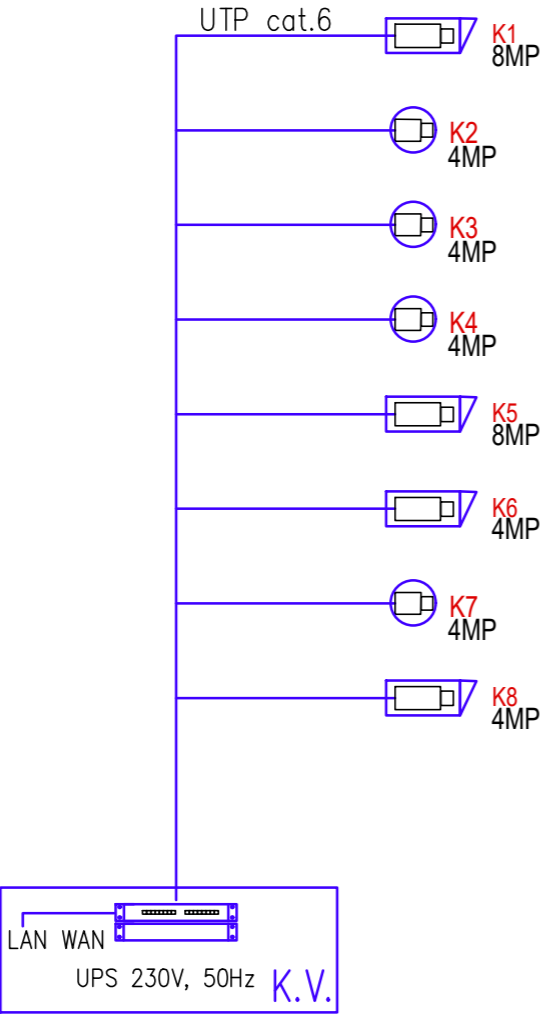 UTP cat.6
K1
8MP
K2
4MP
K3
4MP
K4
4MP
K5
8MP
K6
4MP
K7
4MP
K8
4MP
LAN WAN
UPS 230V, 50Hz
K.V.